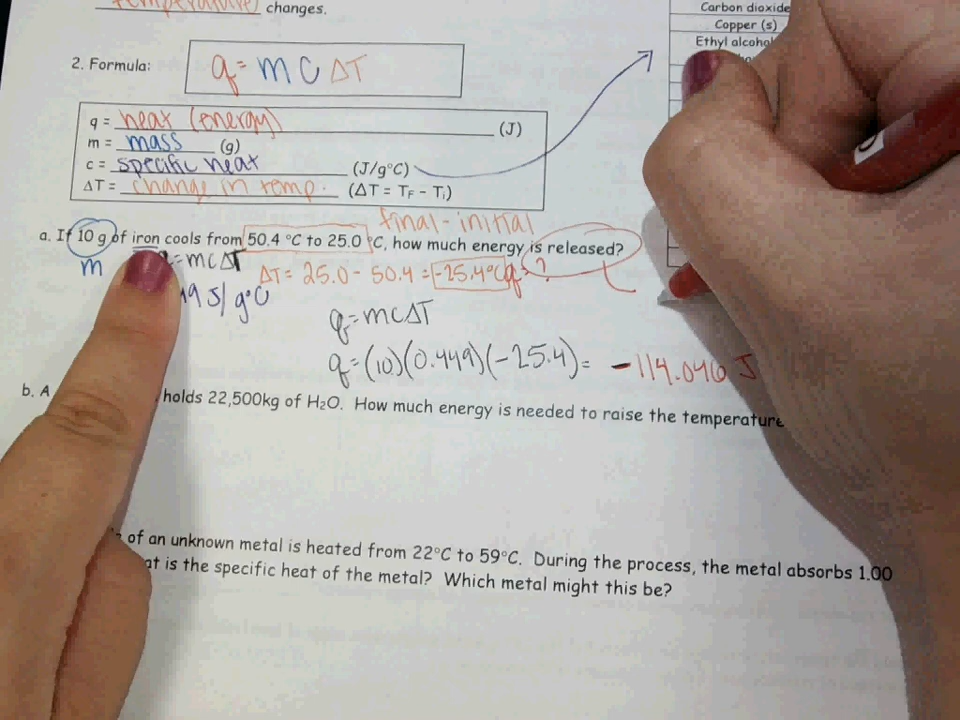 temperature changes.
Carbon dioxide
Copper (s)
Ethyl alcohol
2. Formula: q = mCΔT
q = heat (energy) (J)
m = mass (g)
c = specific heat (J/g°C)
ΔT = change in temp. (ΔT = TF - Ti)
final - initial
a. If 10 g of iron cools from 50.4 °C to 25.0 °C, how much energy is released?
m q=mcΔT ΔT = 25.0 - 50.4 = -25.4°C q = ?
49 J/g°C
q=mcΔT
q=(10)(0.449)(-25.4)= -114.046 J
b. A holds 22,500kg of H₂O. How much energy is needed to raise the temperature
of an unknown metal is heated from 22°C to 59°C. During the process, the metal absorbs 1.00
at is the specific heat of the metal? Which metal might this be?